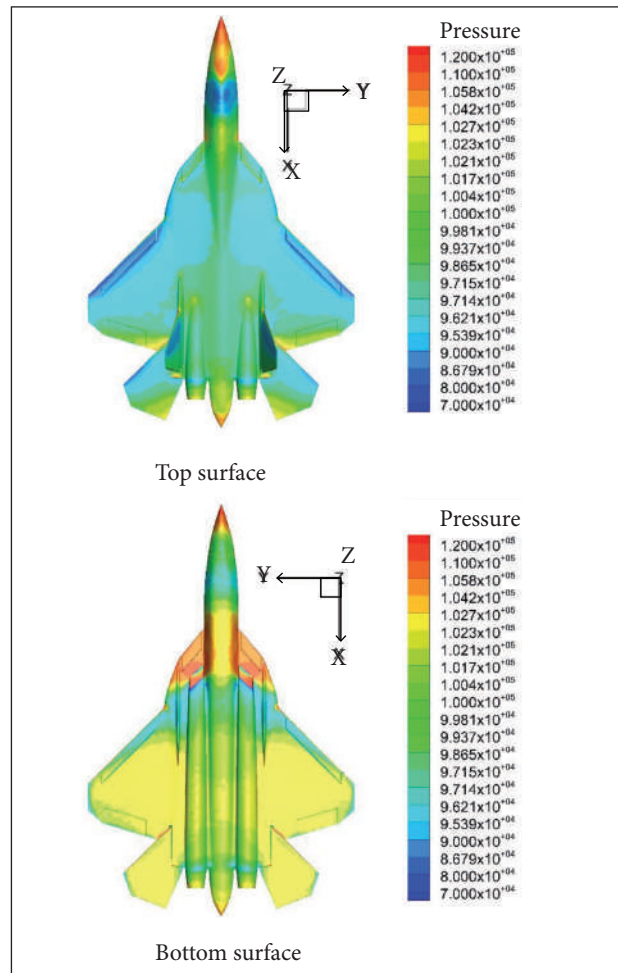 Pressure
1.200x10+05
1.100x10+05
1.058x10+05
1.042x10+05
1.027x10+05
1.023x10+05
1.021x10+05
1.017x10+05
1.004x10+05
1.000x10+05
9.981x10+04
9.937x10+04
9.865x10+04
9.715x10+04
9.714x10+04
9.621x10+04
9.539x10+04
9.000x10+04
8.679x10+04
8.000x10+04
7.000x10+04
Z
Z
Y
X
X
Top surface
Pressure
1.200x10+05
1.100x10+05
1.058x10+05
1.042x10+05
1.027x10+05
1.023x10+05
1.021x10+05
1.017x10+05
1.004x10+05
1.000x10+05
9.981x10+04
9.937x10+04
9.865x10+04
9.715x10+04
9.714x10+04
9.621x10+04
9.539x10+04
9.000x10+04
8.679x10+04
8.000x10+04
7.000x10+04
Z
Z
Y
X
Bottom surface